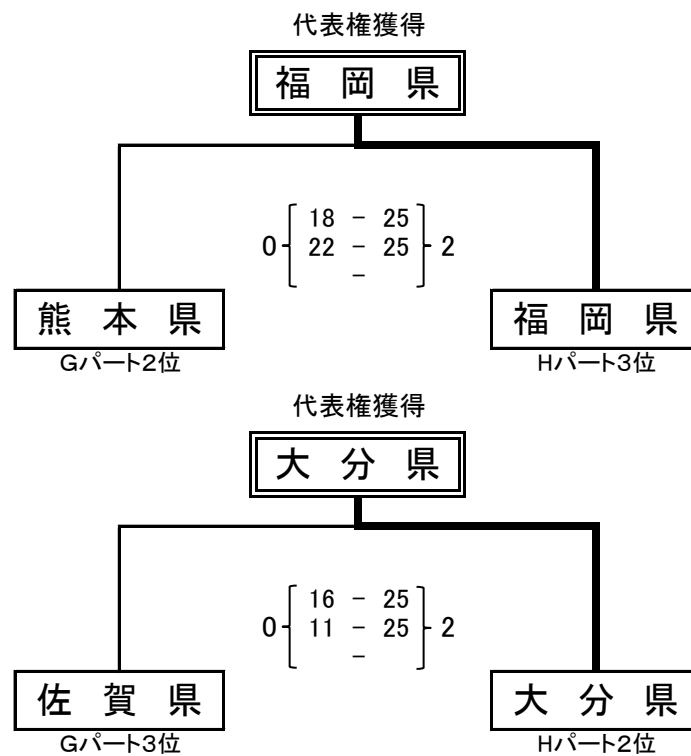 代表権獲得
福 岡 県
18 - 25
0 22 - 25 2
-
熊 本 県 福 岡 県
Gパート2位 Hパート3位
代表権獲得
大 分 県
16 - 25
0 11 - 25 2
-
佐 賀 県 大 分 県
Gパート3位 Hパート2位